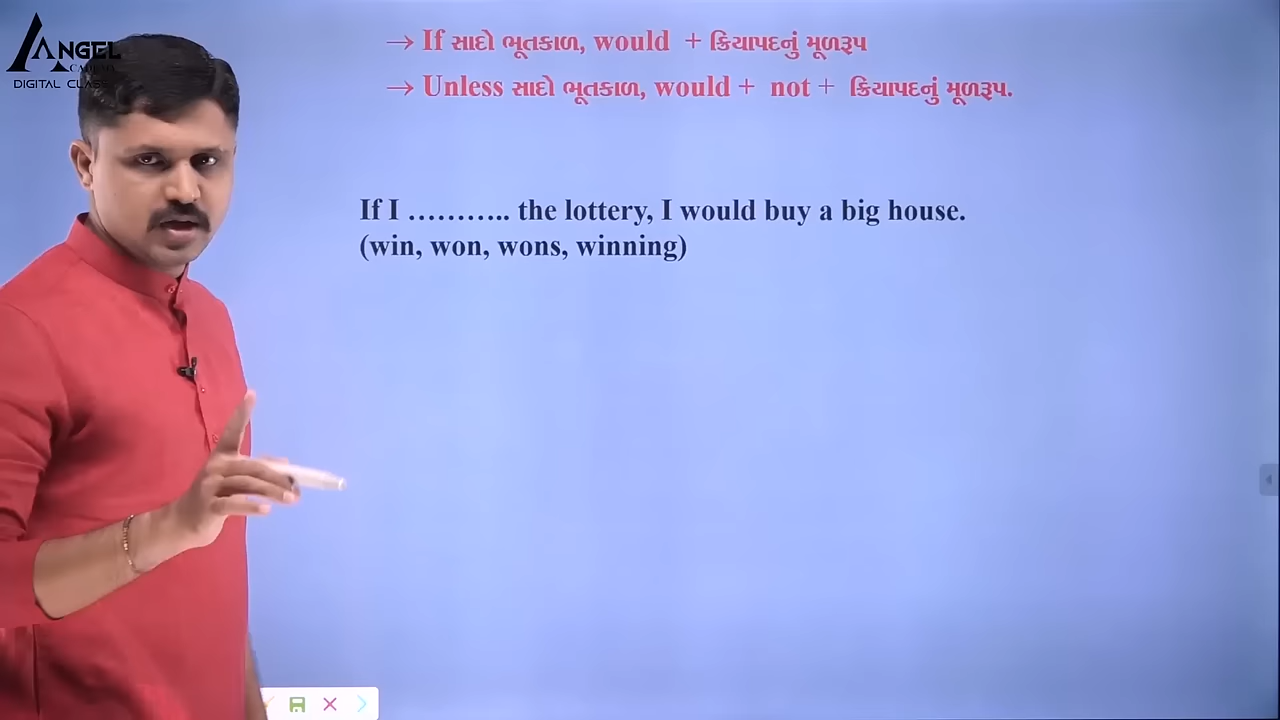 ANGEL
DIGITAL CLASS
→ If સાદો ભૂતકાળ, would + ક્રિયાપદનું મૂળરૂપ
→ Unless સાદો ભૂતકાળ, would + not + ક્રિયાપદનું મૂળરૂપ.
If I ……….. the lottery, I would buy a big house.
(win, won, wons, winning)